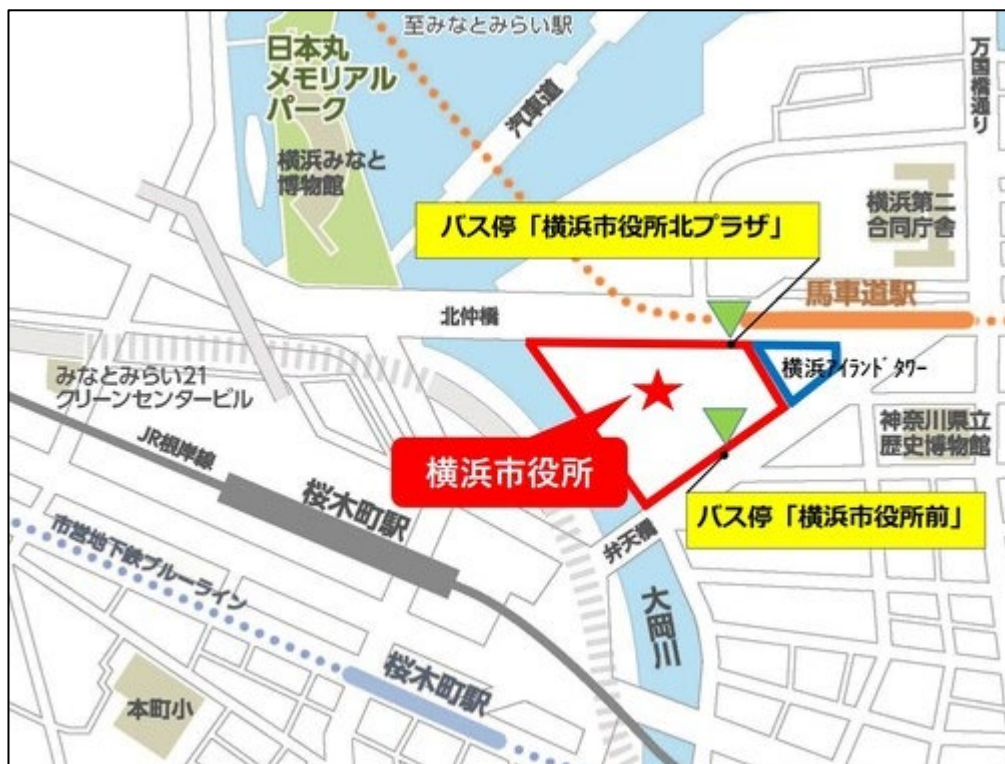 至みなとみらい駅
日本丸
メモリアル
パーク
汽車道
万国橋通り
横浜みなと
博物館
横浜第二
合同庁舎
バス停「横浜市役所北プラザ」
馬車道駅
北仲橋
横浜アイランドタワー
みなとみらい21
クリーンセンタービル
神奈川県立
歴史博物館
JR根岸線
横浜市役所
桜木町駅
バス停「横浜市役所前」
弁天橋
市営地下鉄ブルーライン
大岡川
桜木町駅
本町小